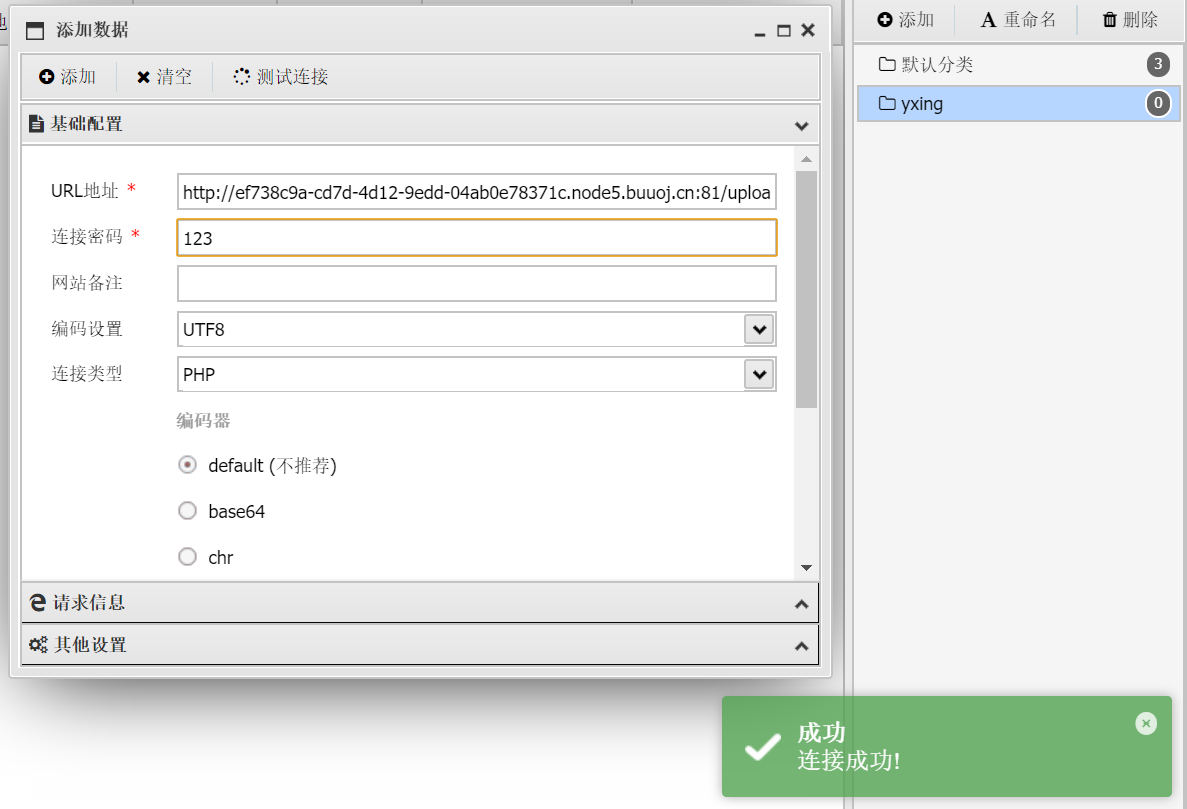 添加数据
添加 清空 测试连接
基础配置
URL地址 * http://ef738c9a-cd7d-4d12-9edd-04ab0e78371c.node5.buuoj.cn:81/uploa
连接密码 * 123
网站备注
编码设置 UTF8
连接类型 PHP
编码器
default (不推荐)
base64
chr
请求信息
其他设置
添加 A 重命名 删除
默认分类 3
yxing 0
成功
连接成功!